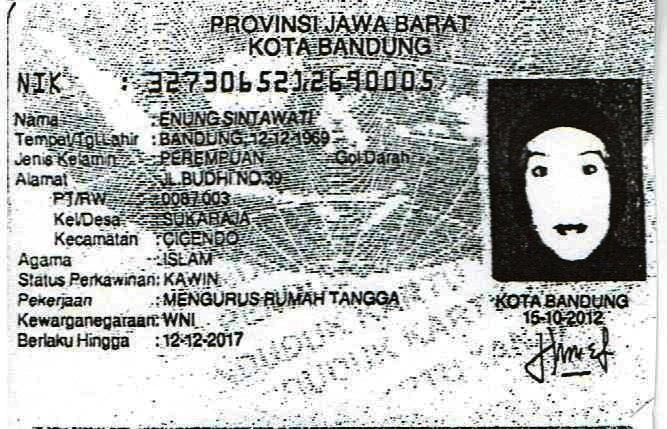 PROVINSI JAWA BARAT
KOTA BANDUNG
NIK : 3273065212690005
Nama : ENUNG SINTAWATI
Tempat/Tgl Lahir : BANDUNG, 12-12-1969
Jenis Kelamin : PEREMPUAN Gol Darah
Alamat : JL BUDHI NO 39
RT/RW : 008/.003
Kel/Desa : SUKARAJA
Kecamatan : CICENDO
Agama : ISLAM
Status Perkawinan: KAWIN
Pekerjaan : MENGURUS RUMAH TANGGA
Kewarganegaraan: WNI
Berlaku Hingga : 12-12-2017
KOTA BANDUNG
15-10-2012